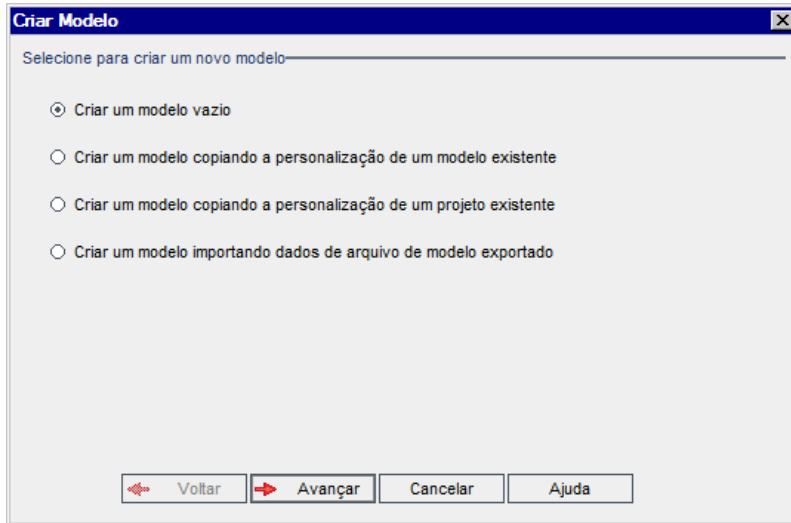 Criar Modelo
Selecione para criar um novo modelo
Criar um modelo vazio
Criar um modelo copiando a personalização de um modelo existente
Criar um modelo copiando a personalização de um projeto existente
Criar um modelo importando dados de arquivo de modelo exportado
Voltar Avançar Cancelar Ajuda